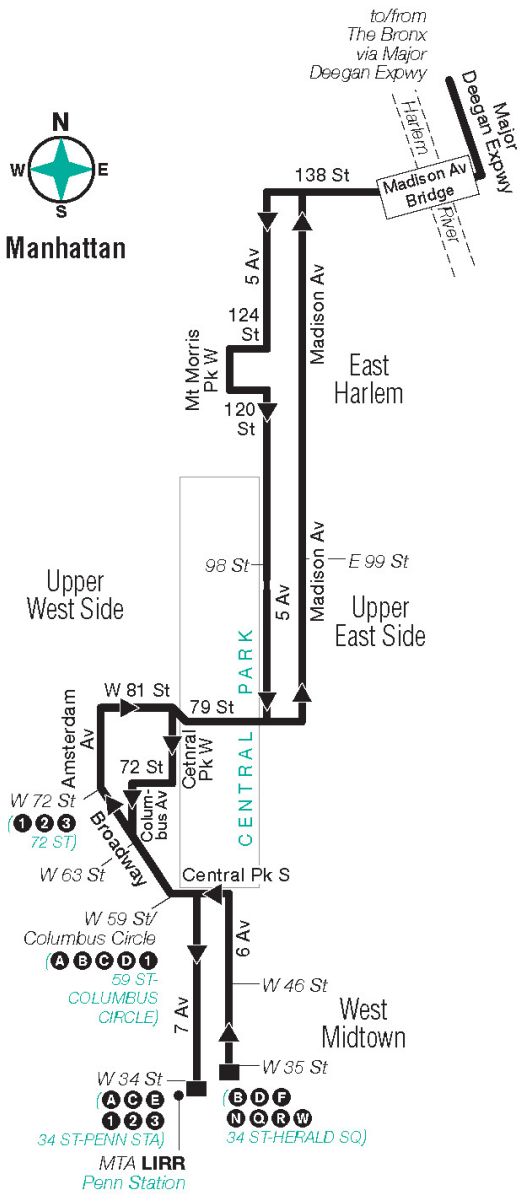 to/from
The Bronx
via Major
Deegan Expwy
Major
Deegan Expwy
Harlem
River
Madison Av
Bridge
138 St
N
W
E
S
Manhattan
5 Av
Madison Av
124
St
Mt Morris
Pk W
120
St
East
Harlem
98 St
E 99 St
5 Av
Madison Av
Upper
West Side
Upper
East Side
CENTRAL PARK
W 81 St
79 St
Amsterdam
Av
Cetnral
Pk W
72 St
Colum-
bus Av
W 72 St
(1 2 3
72 ST)
Broadway
W 63 St
Central Pk S
W 59 St/
Columbus Circle
(A B C D 1
59 ST-
COLUMBUS
CIRCLE)
6 Av
7 Av
W 46 St
West
Midtown
W 35 St
(B D F
N Q R W
34 ST-HERALD SQ)
W 34 St
(A C E
1 2 3
34 ST-PENN STA)
MTA LIRR
Penn Station